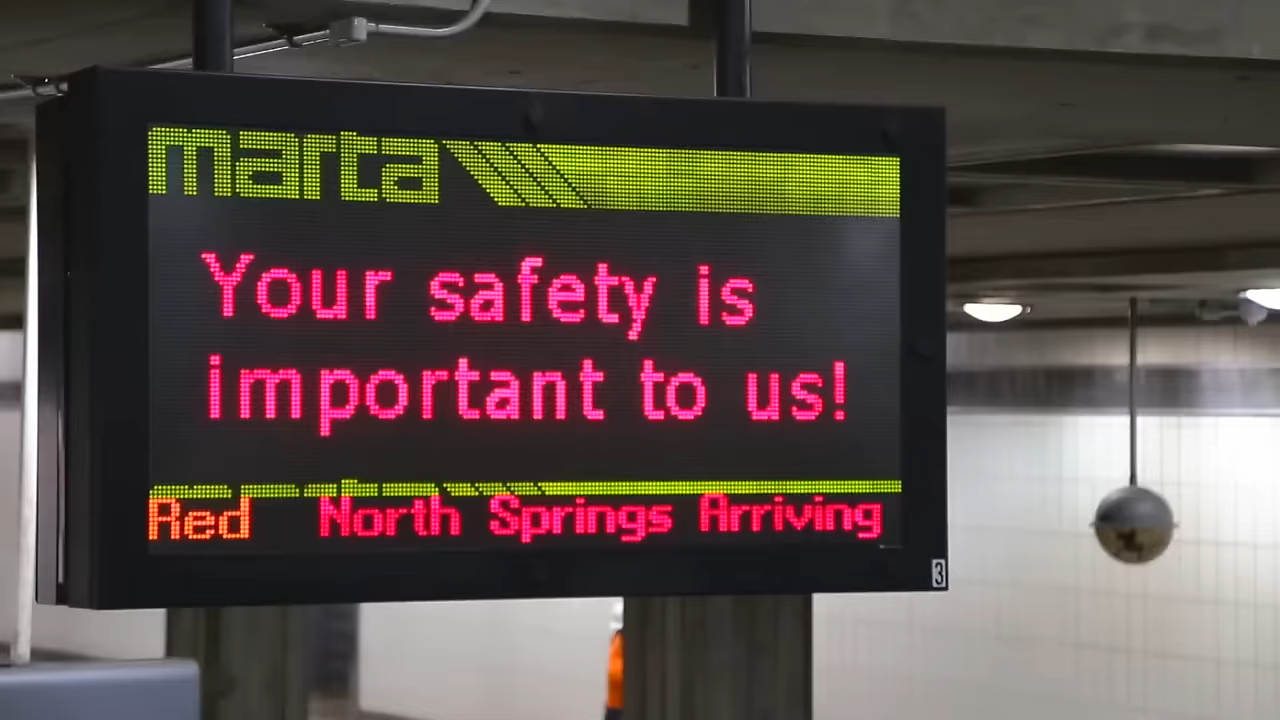 marta
Your safety is
important to us!
Red North Springs Arriving
3